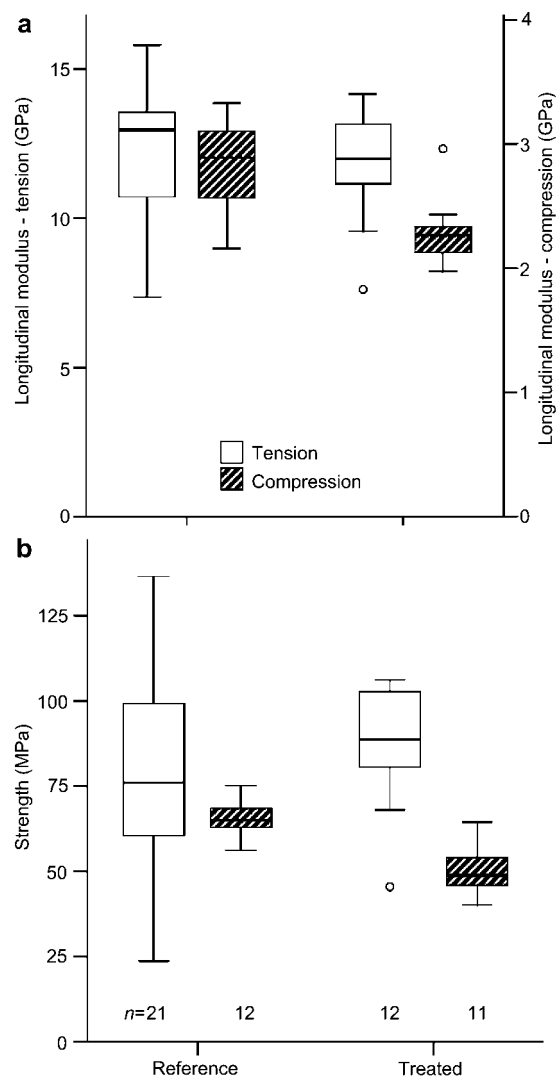 a
Longitudinal modulus - tension (GPa)
15
10
5
0
4
3
2
1
0
Longitudinal modulus - compression (GPa)
Tension
Compression
b
Strength (MPa)
125
100
75
50
25
0
n=21 12 12 11
Reference Treated